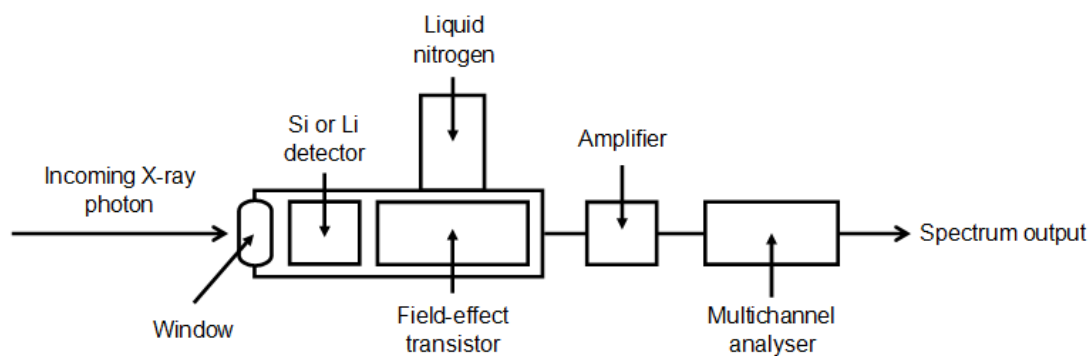 Liquid
nitrogen
Si or Li
detector
Amplifier
Incoming X-ray
photon
Spectrum output
Window
Field-effect
transistor
Multichannel
analyser